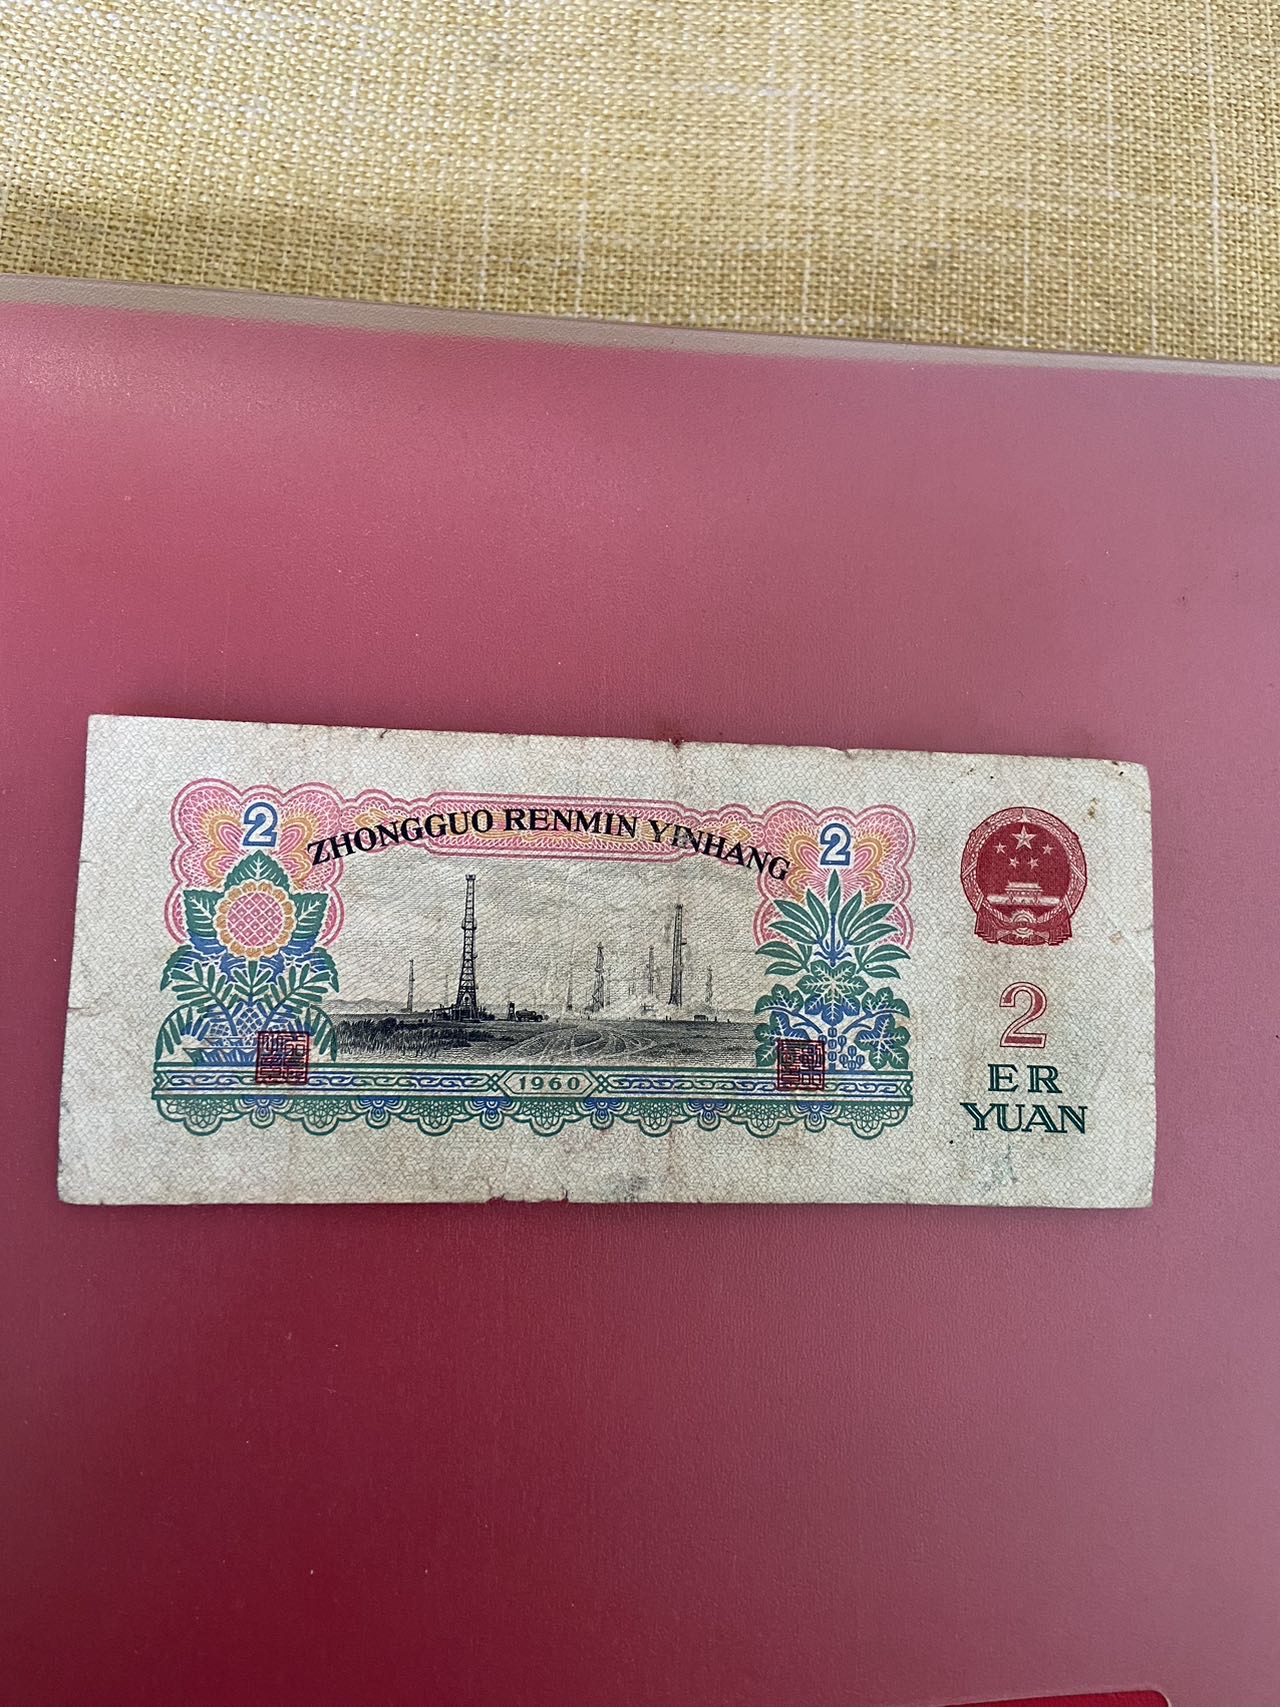 2
ZHONGGUO RENMIN YINHANG
2
1960
2
ER
YUAN